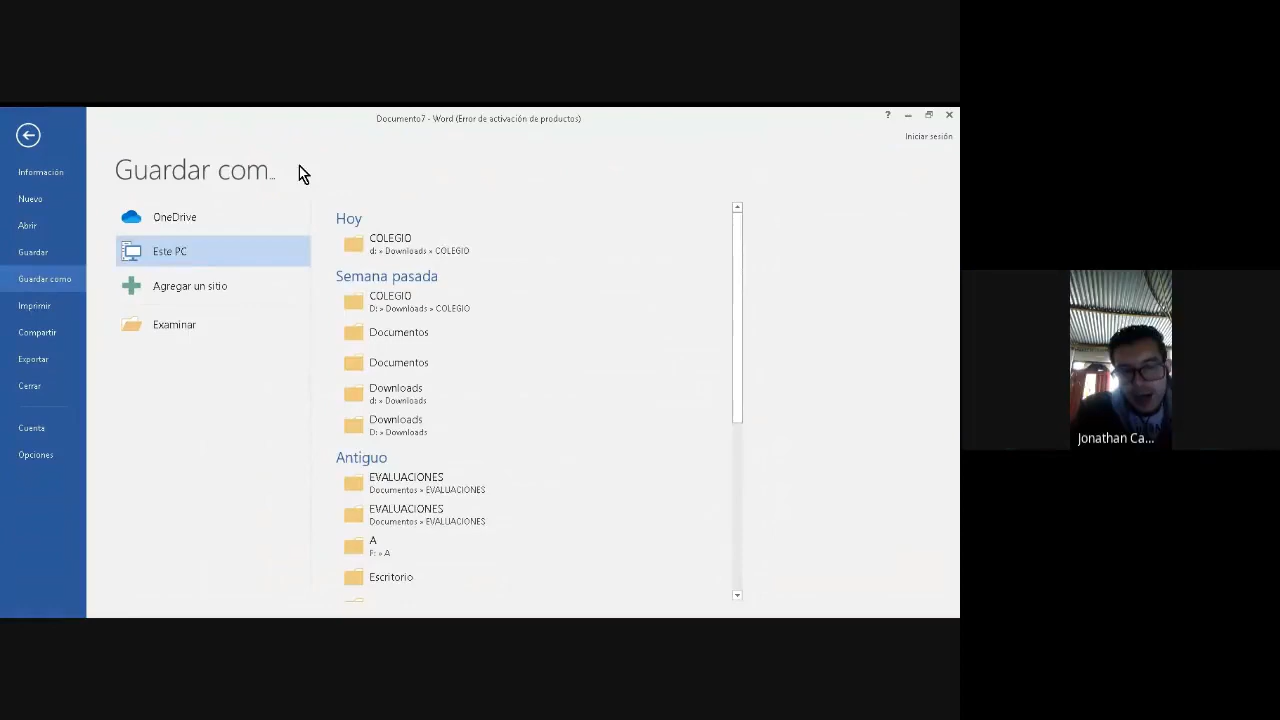 Documento7 - Word (Error de activación de productos)
?
Iniciar sesión
Información
Nuevo
Abrir
Guardar
Guardar como
Imprimir
Compartir
Exportar
Cerrar
Cuenta
Opciones
Guardar com...
OneDrive
Este PC
Agregar un sitio
Examinar
Hoy
COLEGIO
d: » Downloads » COLEGIO
Semana pasada
COLEGIO
D: » Downloads » COLEGIO
Documentos
Documentos
Downloads
d: » Downloads
Downloads
D: » Downloads
Antiguo
EVALUACIONES
Documentos » EVALUACIONES
EVALUACIONES
Documentos » EVALUACIONES
A
F: » A
Escritorio
Jonathan Ca...